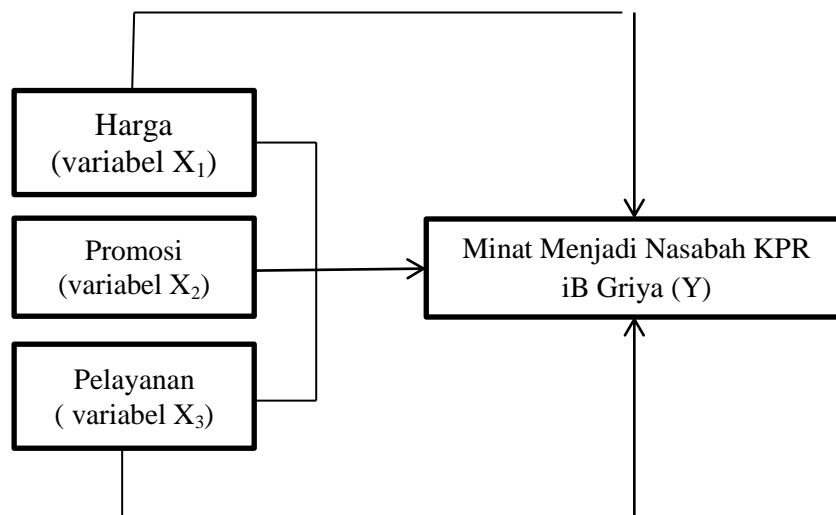 Harga
(variabel X₁)
Promosi
(variabel X₂)
Pelayanan
( variabel X₃)
Minat Menjadi Nasabah KPR
iB Griya (Y)